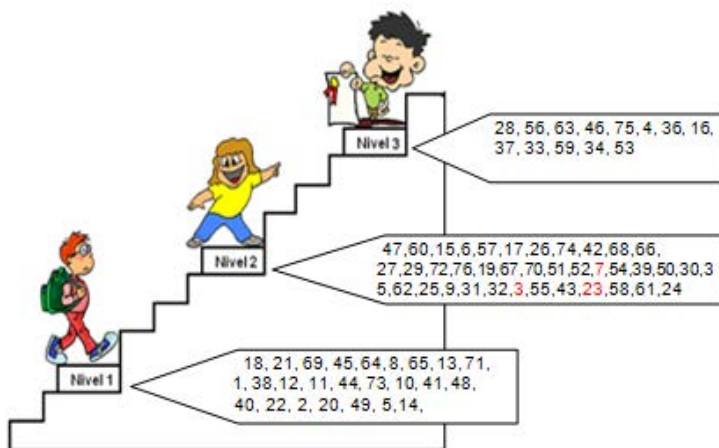 Nivel 3
28, 56, 63, 46, 75, 4, 36, 16,
37, 33, 59, 34, 53
Nivel 2
47,60,15,6,57,17,26,74,42,68,66,
27,29,72,76,19,67,70,51,52,7,54,39,50,30,3
5,62,25,9,31,32,3,55,43,23,58,61,24
Nivel 1
18, 21, 69, 45,64, 8, 65, 13, 71,
1, 38,12, 11, 44, 73, 10, 41, 48,
40, 22, 2, 20, 49, 5,14,